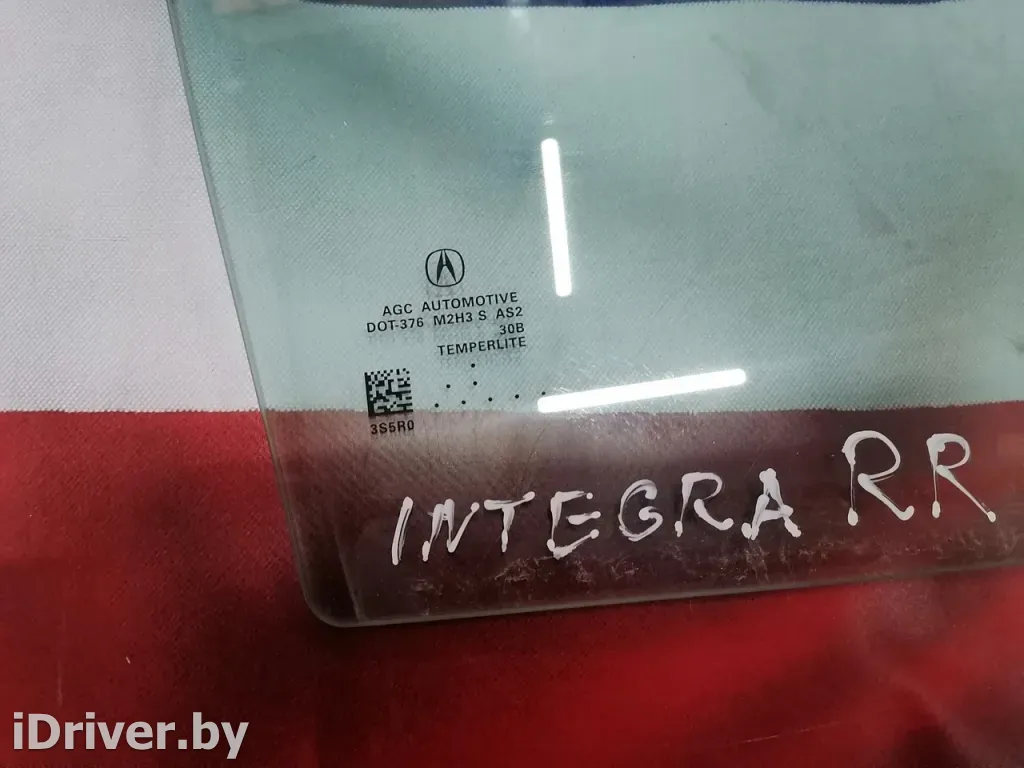 AGC AUTOMOTIVE
DOT-376 M2H3 S AS2
30B
TEMPERLITE
3S5R0
INTEGRA RR
iDriver.by